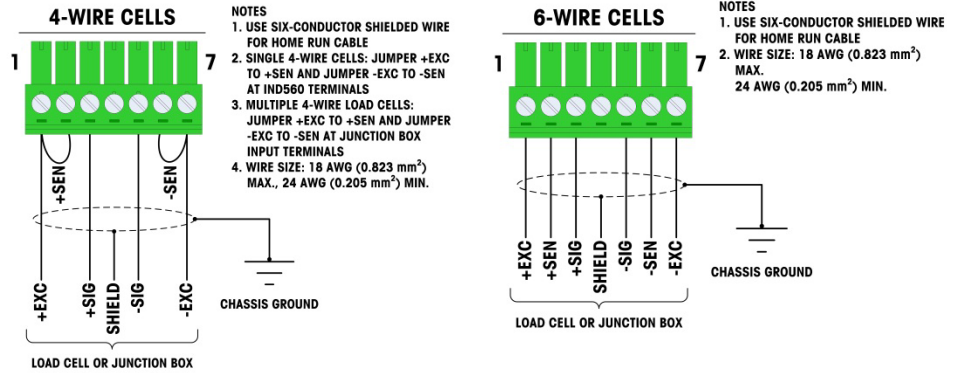 4-WIRE CELLS
1
7
+SEN
-SEN
+EXC
+SIG
SHIELD
-SIG
-EXC
CHASSIS GROUND
LOAD CELL OR JUNCTION BOX
NOTES
1. USE SIX-CONDUCTOR SHIELDED WIRE
FOR HOME RUN CABLE
2. SINGLE 4-WIRE CELLS: JUMPER +EXC
TO +SEN AND JUMPER -EXC TO -SEN
AT IND560 TERMINALS
3. MULTIPLE 4-WIRE LOAD CELLS:
JUMPER +EXC TO +SEN AND JUMPER
-EXC TO -SEN AT JUNCTION BOX
INPUT TERMINALS
4. WIRE SIZE: 18 AWG (0.823 mm²)
MAX., 24 AWG (0.205 mm²) MIN.
6-WIRE CELLS
1
7
+EXC
+SEN
+SIG
SHIELD
-SIG
-SEN
-EXC
CHASSIS GROUND
LOAD CELL OR JUNCTION BOX
NOTES
1. USE SIX-CONDUCTOR SHIELDED WIRE
FOR HOME RUN CABLE
2. WIRE SIZE: 18 AWG (0.823 mm²)
MAX.
24 AWG (0.205 mm²) MIN.